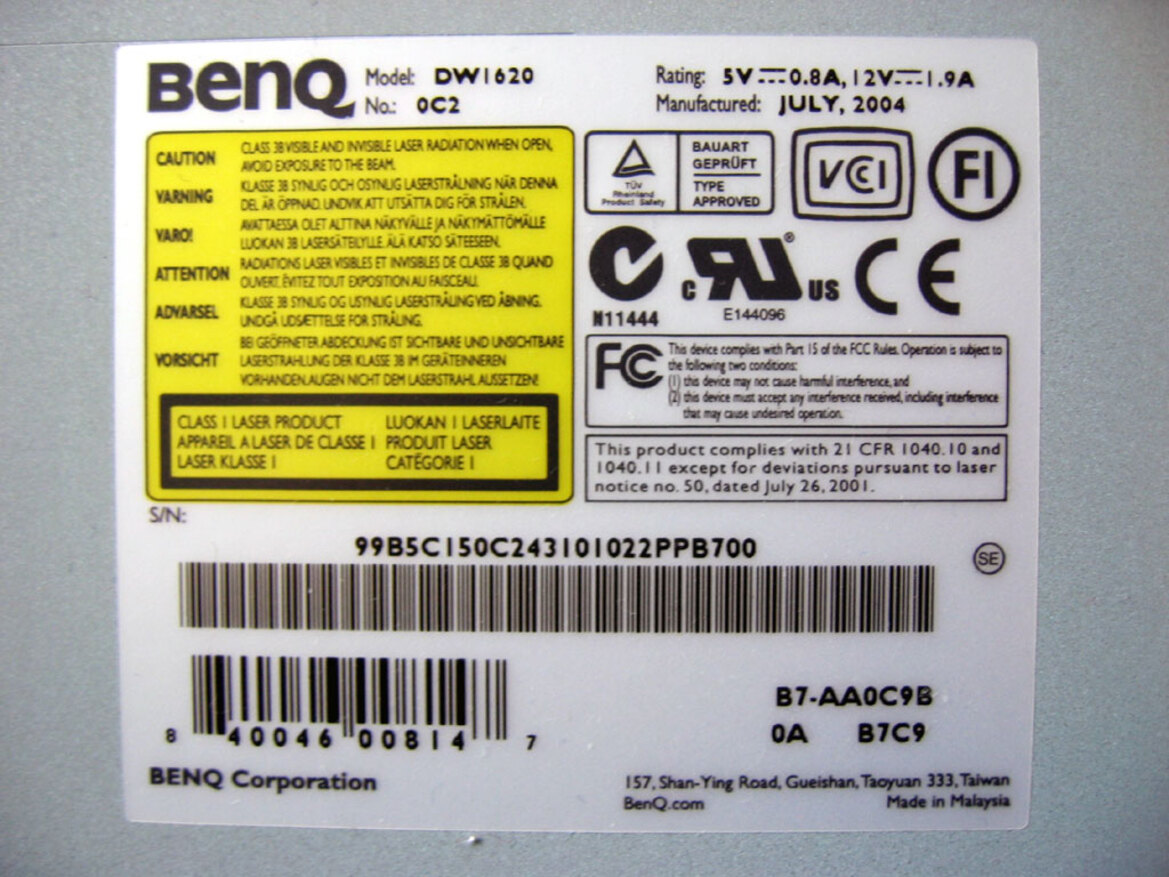 BenQ
Model: DW1620
No.: 0C2
Rating: 5V 0.8A, 12V 1.9A
Manufactured: JULY, 2004
CAUTION
CLASS 3B VISIBLE AND INVISIBLE LASER RADIATION WHEN OPEN,
AVOID EXPOSURE TO THE BEAM.
VARNING
KLASSE 3B SYNLIG OCH OSYNLIG LASERSTRÅLNING NÄR DENNA
DEL ÄR ÖPPNAD. UNDVIK ATT UTSÄTTA DIG FÖR STRÅLEN.
VARO!
AVATTAESSA OLET ALTTINA NÄKYVÄLLE JA NÄKYMÄTTÖMÄLLE
LUOKAN 3B LASERSÄTEILYLLE. ÄLÄ KATSO SÄTEESEEN.
ATTENTION
RADIATIONS LASER VISIBLES ET INVISIBLES DE CLASSE 3B QUAND
OUVERT. ÉVITEZ TOUT EXPOSITION AU FAISCEAU.
ADVARSEL
KLASSE 3B SYNLIG OG USYNLIG LASERSTRÅLING VED ÅBNING.
UNDGÅ UDSÆTTELSE FOR STRÅLING.
VORSICHT
BEI GEÖFFNETER ABDECKUNG IST SICHTBARE UND UNSICHTBARE
LASERSTRAHLUNG DER KLASSE 3B IM GERÄTEINNEREN
VORHANDEN. AUGEN NICHT DEM LASERSTRAHL AUSSETZEN!
CLASS 1 LASER PRODUCT
APPAREIL A LASER DE CLASSE 1
LASER KLASSE 1
LUOKAN 1 LASERLAITE
PRODUIT LASER
CATÉGORIE 1
TÜV
Rheinland
Product Safety
BAUART
GEPRÜFT
TYPE
APPROVED
VCCI
FI
N11444
c RU ® US
E144096
CE
FC
This device complies with Part 15 of the FCC Rules. Operation is subject to
the following two conditions:
(1) this device may not cause harmful interference, and
(2) this device must accept any interference received, including interference
that may cause undesired operation.
This product complies with 21 CFR 1040.10 and
1040.11 except for deviations pursuant to laser
notice no. 50, dated July 26, 2001.
S/N:
99B5C150C243101022PPB700
SE
8 40046 00814 7
B7-AA0C9B
0A B7C9
BENQ Corporation
157, Shan-Ying Road, Gueishan, Taoyuan 333, Taiwan
BenQ.com
Made in Malaysia